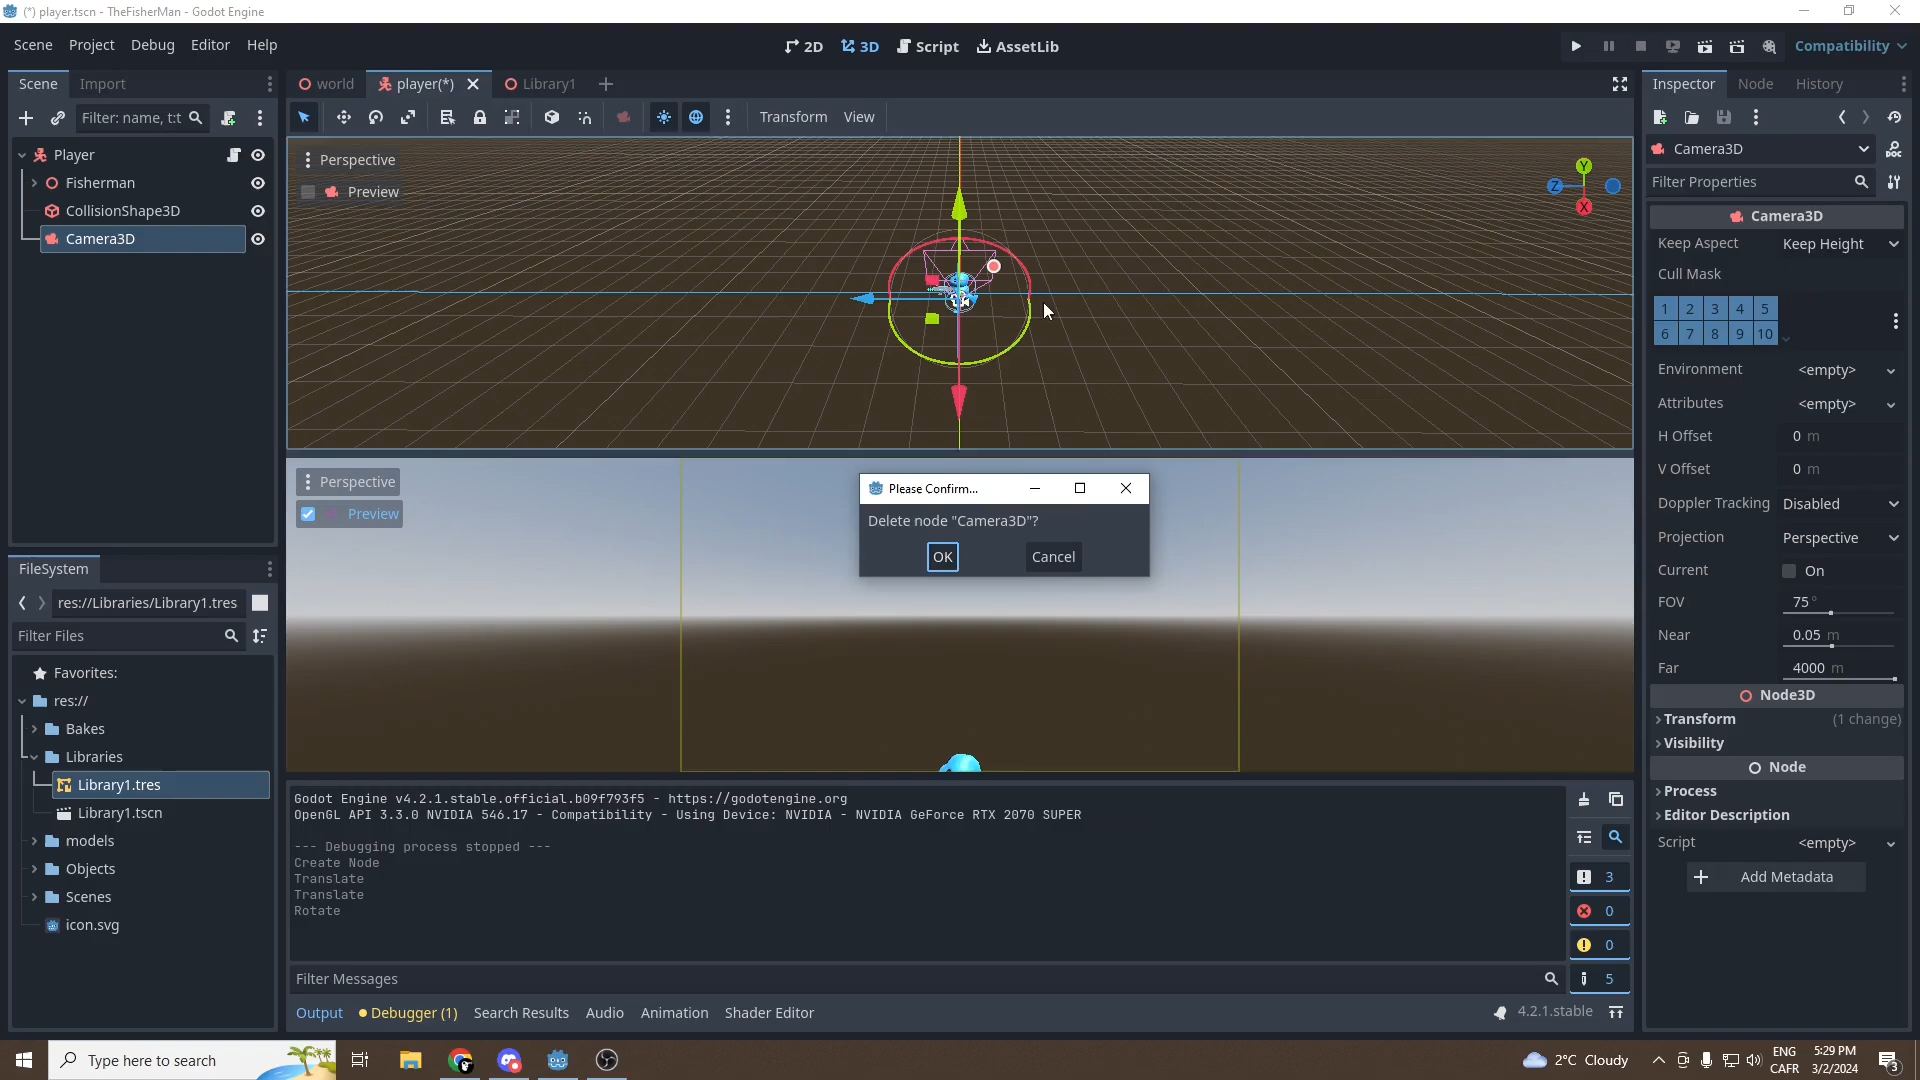 (*) player.tscn - TheFisherMan - Godot Engine
Scene Project Debug Editor Help
2D 3D Script AssetLib
Compatibility
Scene Import
world player(*) Library1
Inspector Node History
Filter: name, t:t
Transform View
Player
Fisherman
CollisionShape3D
Camera3D
Perspective
Preview
Y
Z
X
Perspective
Preview
Please Confirm...
Delete node "Camera3D"?
OK Cancel
Camera3D
Filter Properties
Camera3D
Keep Aspect Keep Height
Cull Mask
1 2 3 4 5
6 7 8 9 10
Environment <empty>
Attributes <empty>
H Offset 0 m
V Offset 0 m
Doppler Tracking Disabled
Projection Perspective
Current On
FOV 75 °
Near 0.05 m
Far 4000 m
Node3D
Transform (1 change)
Visibility
Node
Process
Editor Description
Script <empty>
Add Metadata
FileSystem
res://Libraries/Library1.tres
Filter Files
Favorites:
res://
Bakes
Libraries
Library1.tres
Library1.tscn
models
Objects
Scenes
icon.svg
Godot Engine v4.2.1.stable.official.b09f793f5 - https://godotengine.org
OpenGL API 3.3.0 NVIDIA 546.17 - Compatibility - Using Device: NVIDIA - NVIDIA GeForce RTX 2070 SUPER
--- Debugging process stopped ---
Create Node
Translate
Translate
Rotate
3
0
0
5
Filter Messages
Output Debugger (1) Search Results Audio Animation Shader Editor
4.2.1.stable
Type here to search
2°C Cloudy
ENG
CAFR
5:29 PM
3/2/2024
3